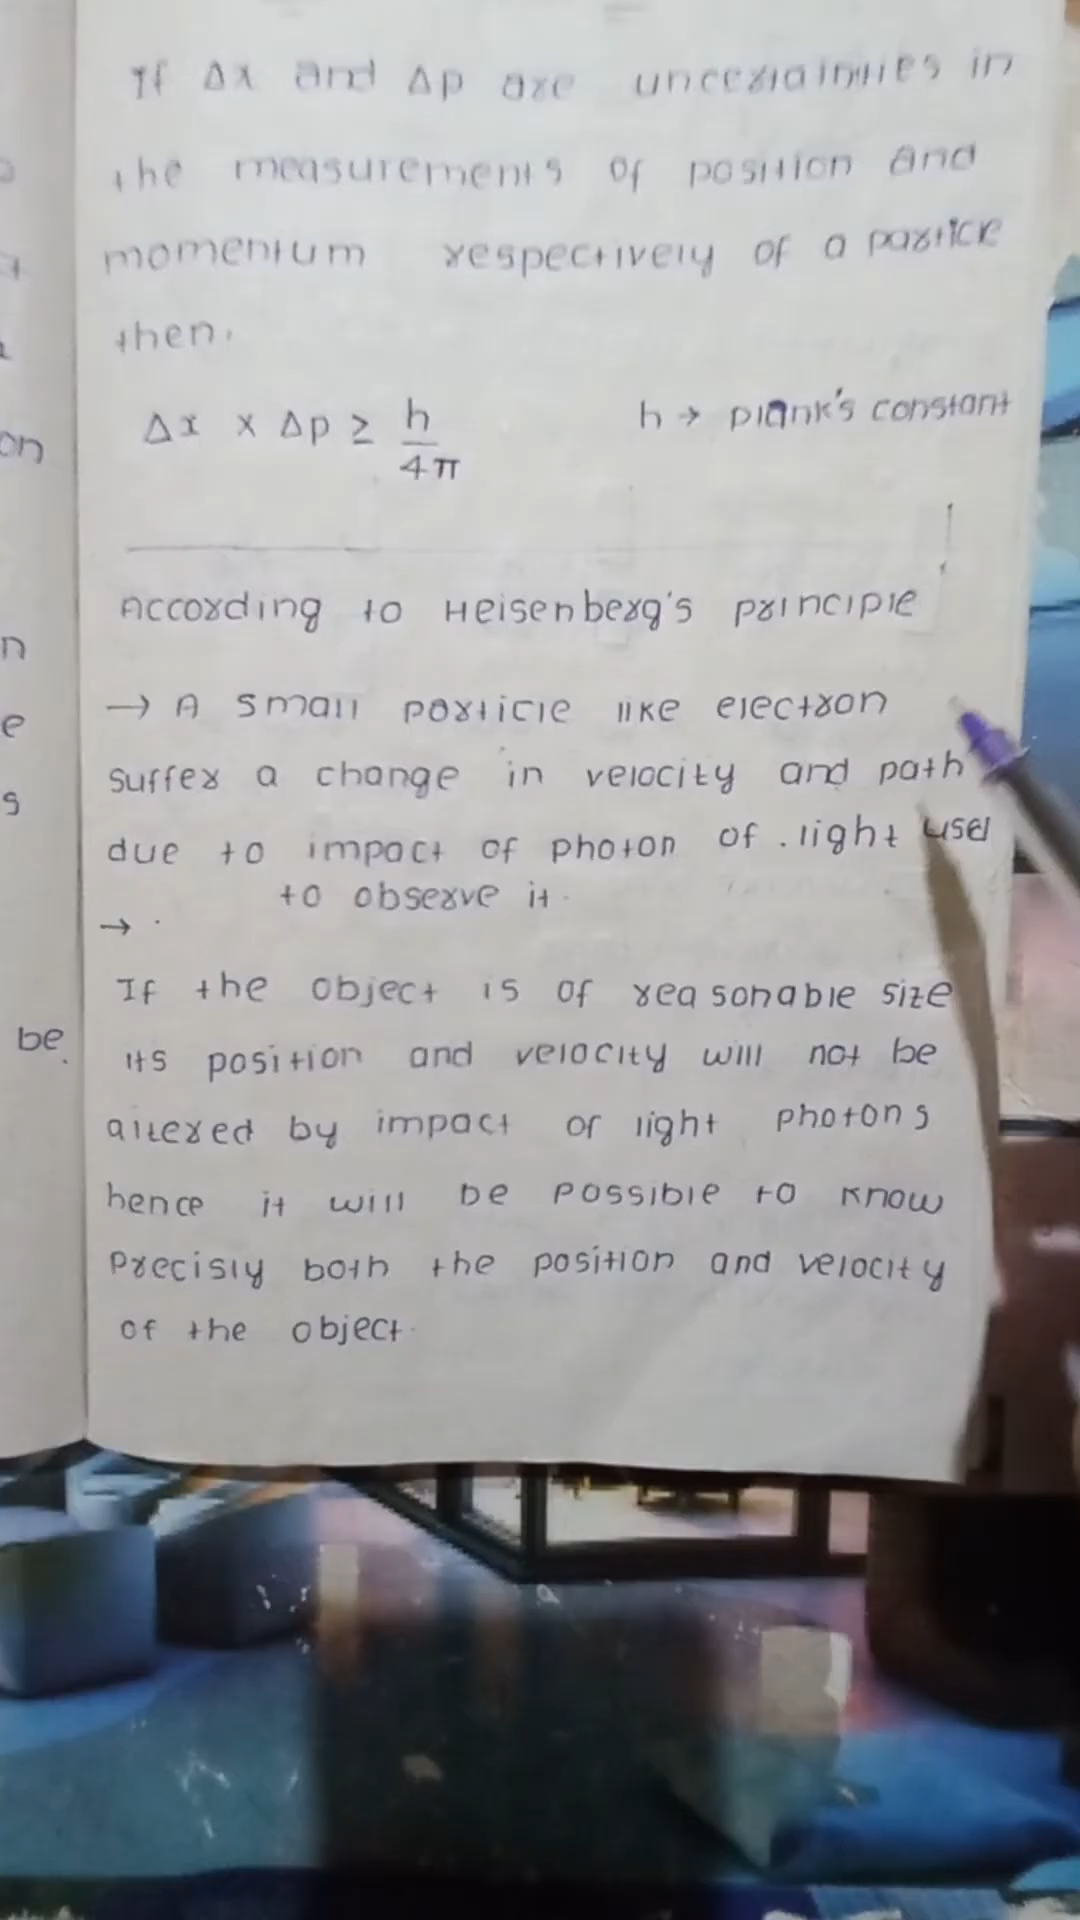 If Δx and Δp are uncertainities in
the measurements of position and
momentum respectively of a particle
then.
Δx × Δp ≥ h/4π h → plank's constant
According to Heisenberg's principle
→ A small particle like electron
suffer a change in velocity and path
due to impact of photon of . light used
to observe it.
→ .
If the object is of reasonable size
its position and velocity will not be
altered by impact of light photons
hence it will be possible to know
precisly both the position and velocity
of the object.
on
n
e
s
be.